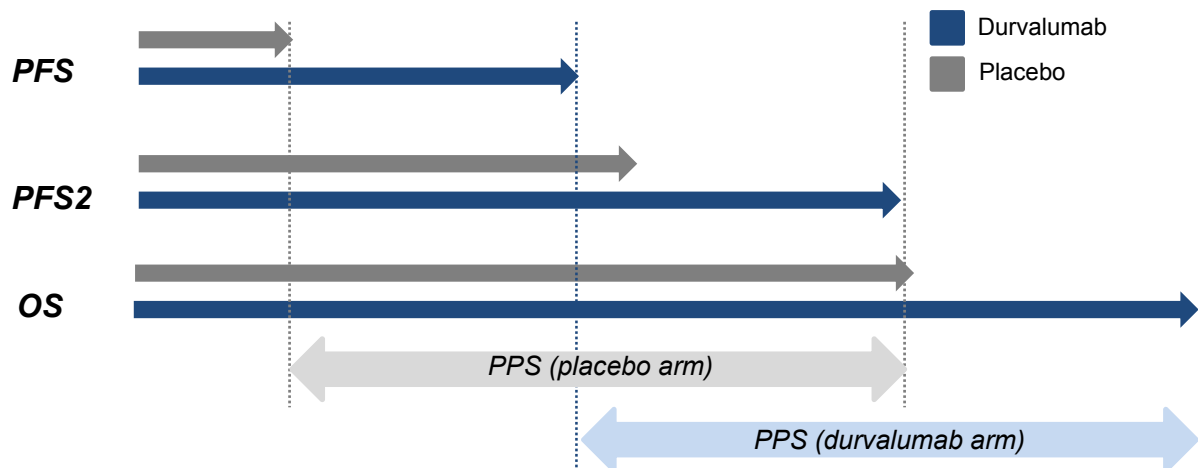 Durvalumab
Placebo
PFS
PFS2
OS
PPS (placebo arm)
PPS (durvalumab arm)